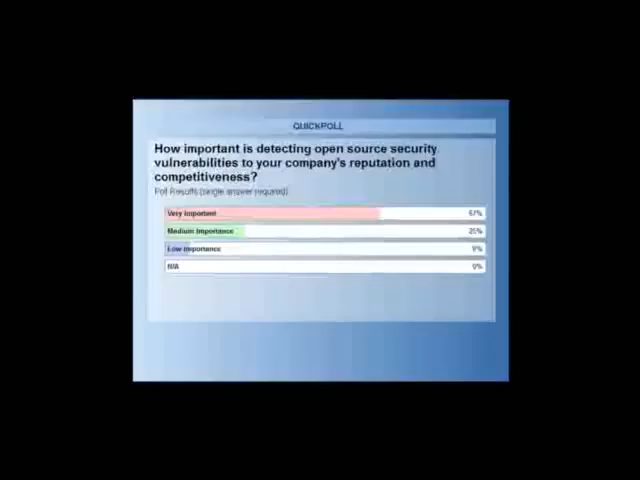 QUICKPOLL
How important is detecting open source security
vulnerabilities to your company's reputation and
competitiveness?
Poll Results (single answer required)
Very important 67%
Medium importance 25%
Low importance
N/A 0%